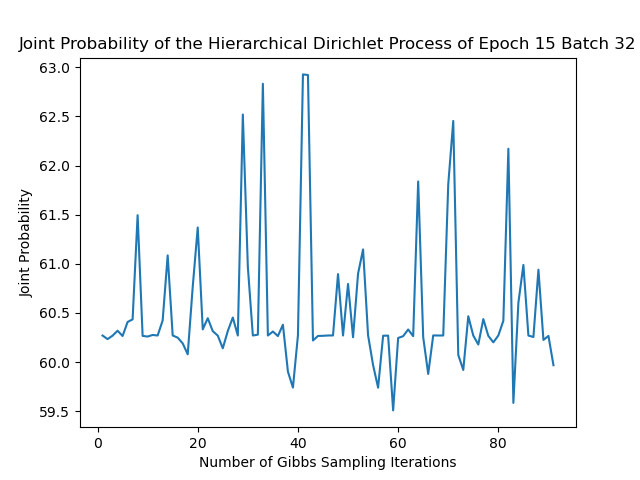 Joint Probability of the Hierarchical Dirichlet Process of Epoch 15 Batch 32
63.0
62.5
62.0
61.5
61.0
60.5
60.0
59.5
Joint Probability
0 20 40 60 80
Number of Gibbs Sampling Iterations